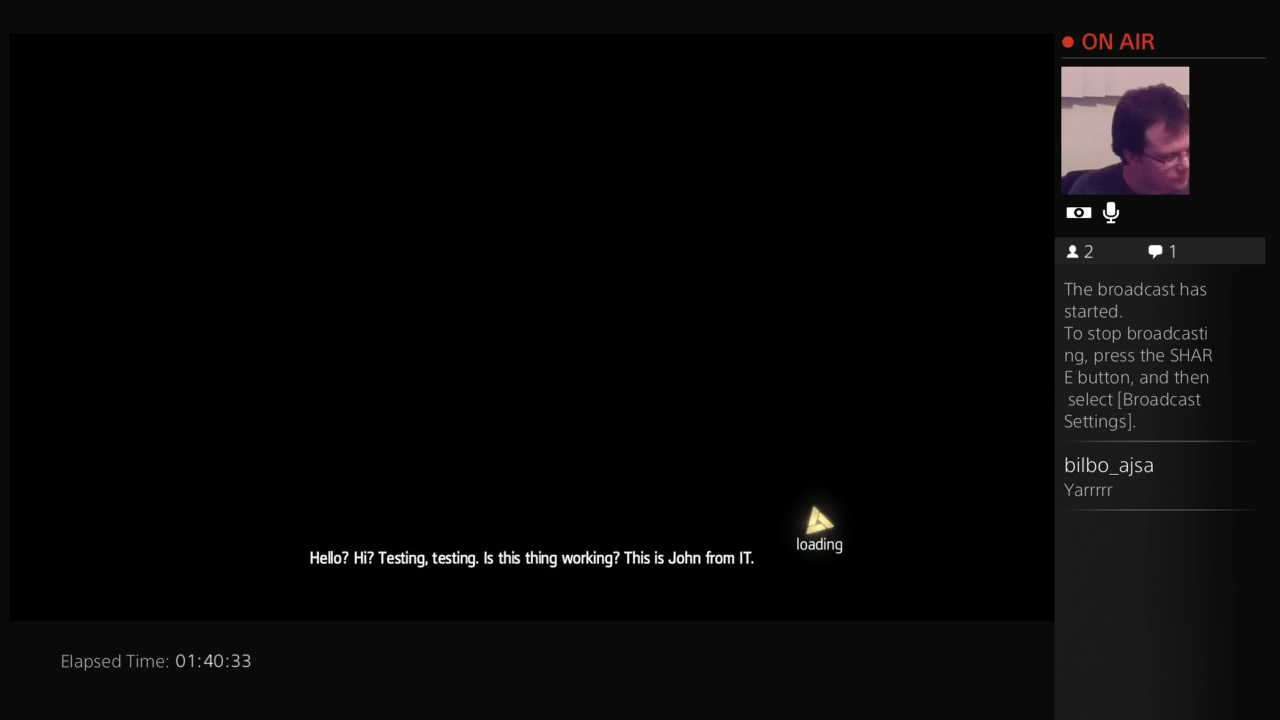 ON AIR
2 1
The broadcast has
started.
To stop broadcasti
ng, press the SHAR
E button, and then
select [Broadcast
Settings].
bilbo_ajsa
Yarrrrr
loading
Hello? Hi? Testing, testing. Is this thing working? This is John from IT.
Elapsed Time: 01:40:33